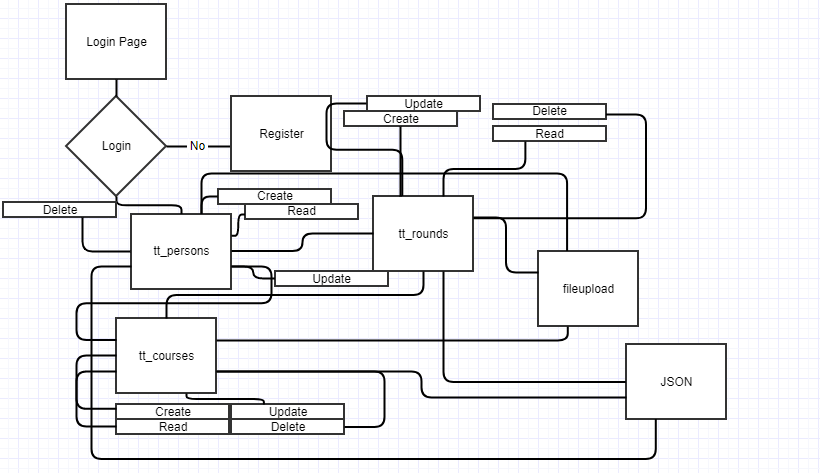 Login Page
Login
No
Register
Update
Create
Delete
Read
Delete
Create
Read
tt_persons
tt_rounds
Update
fileupload
tt_courses
JSON
Create
Update
Read
Delete